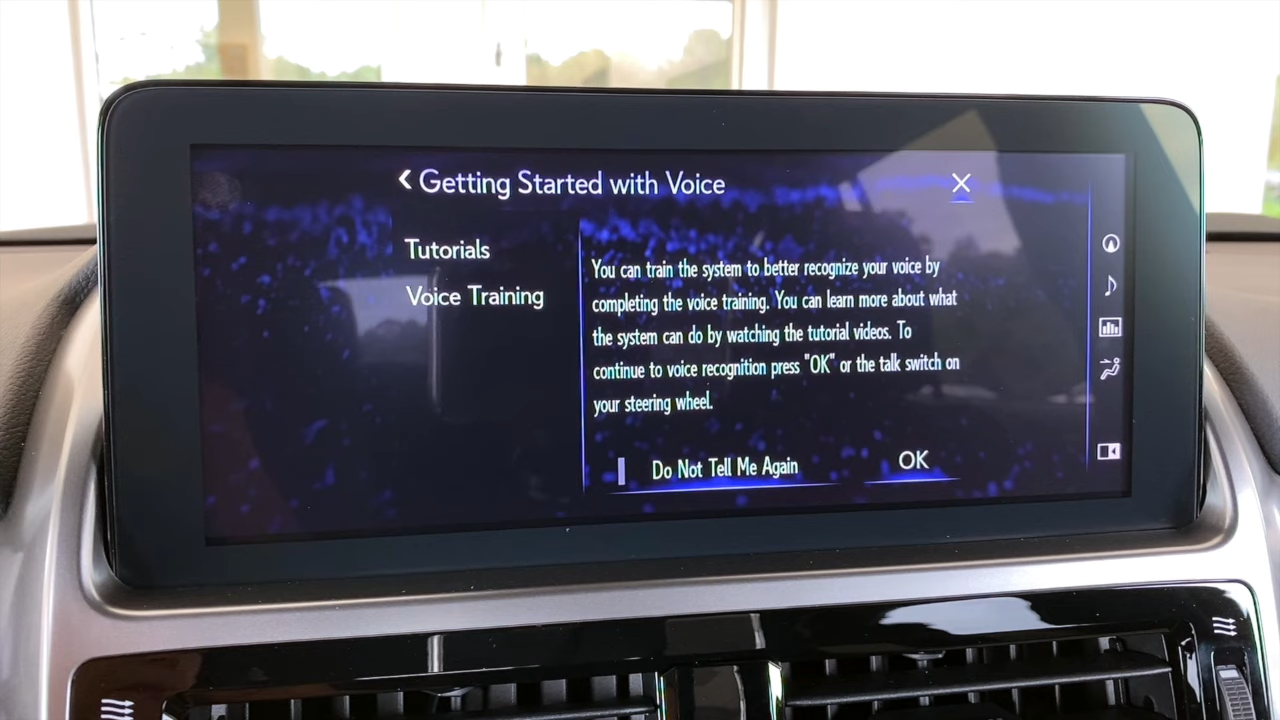 Getting Started with Voice
Tutorials
Voice Training
You can train the system to better recognize your voice by
completing the voice training. You can learn more about what
the system can do by watching the tutorial videos. To
continue to voice recognition press "OK" or the talk switch on
your steering wheel.
Do Not Tell Me Again
OK